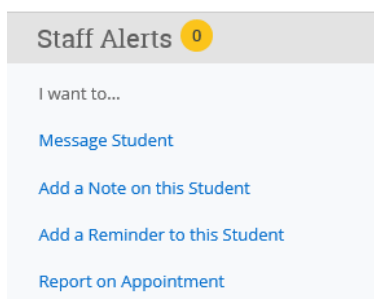 Staff Alerts 0
I want to...
Message Student
Add a Note on this Student
Add a Reminder to this Student
Report on Appointment